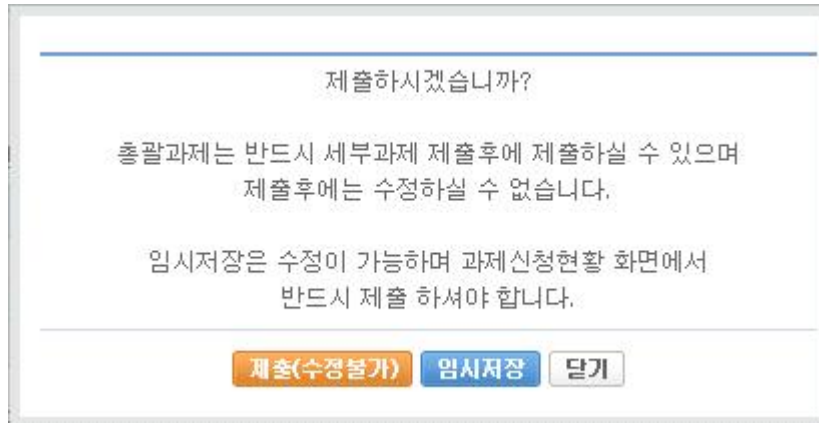 제출하시겠습니까?
총괄과제는 반드시 세부과제 제출후에 제출하실 수 있으며
제출후에는 수정하실 수 없습니다.
임시저장은 수정이 가능하며 과제신청현황 화면에서
반드시 제출 하셔야 합니다.
제출(수정불가) 임시저장 닫기